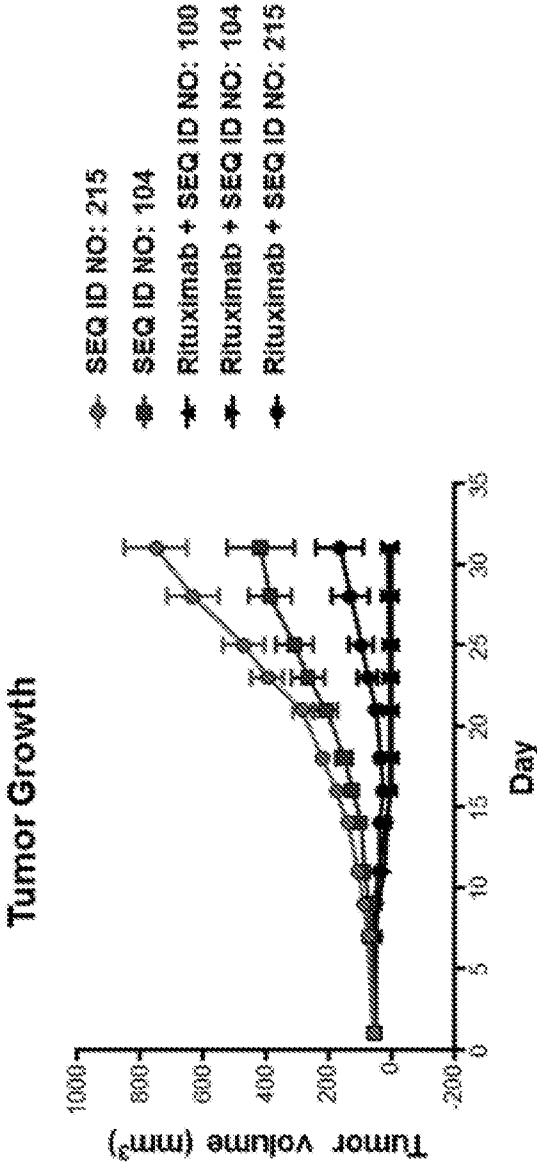 Tumor Growth
Tumor volume (mm³)
1000
800
600
400
200
0
-200
0
5
10
15
20
25
30
35
Day
SEQ ID NO: 215
SEQ ID NO: 104
Rituximab + SEQ ID NO: 100
Rituximab + SEQ ID NO: 104
Rituximab + SEQ ID NO: 215